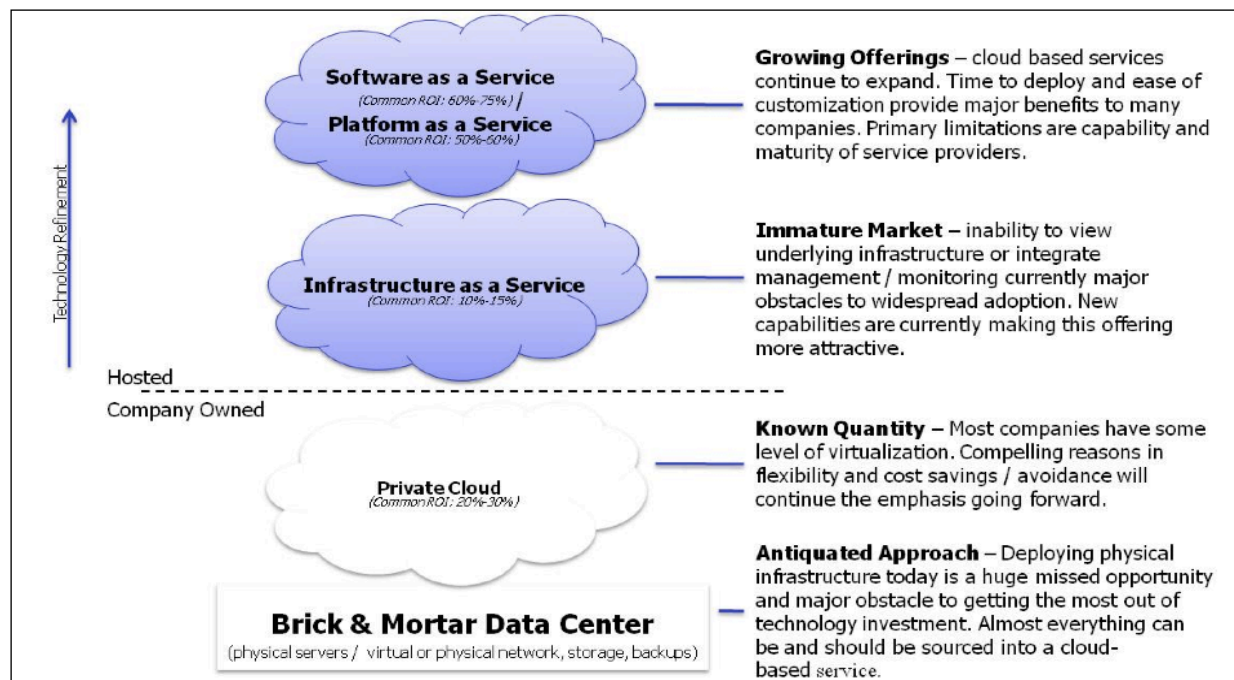 Software as a Service
(Common ROI: 60%-75%) /
Platform as a Service
(Common ROI: 50%-60%)
Growing Offerings – cloud based services
continue to expand. Time to deploy and ease of
customization provide major benefits to many
companies. Primary limitations are capability and
maturity of service providers.
Technology Refinement
Infrastructure as a Service
(Common ROI: 10%-15%)
Immature Market – inability to view
underlying infrastructure or integrate
management / monitoring currently major
obstacles to widespread adoption. New
capabilities are currently making this offering
more attractive.
Hosted
Company Owned
Private Cloud
(Common ROI: 20%-30%)
Known Quantity – Most companies have some
level of virtualization. Compelling reasons in
flexibility and cost savings / avoidance will
continue the emphasis going forward.
Brick & Mortar Data Center
(physical servers / virtual or physical network, storage, backups)
Antiquated Approach – Deploying physical
infrastructure today is a huge missed opportunity
and major obstacle to getting the most out of
technology investment. Almost everything can
be and should be sourced into a cloud-
based service.